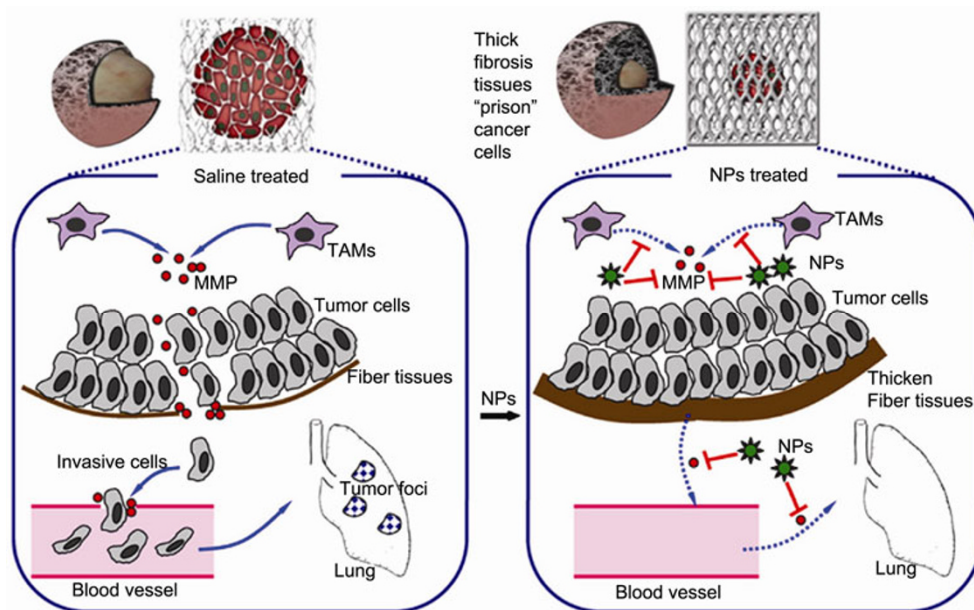 Thick
fibrosis
tissues
“prison”
cancer
cells
Saline treated
TAMs
MMP
Tumor cells
Fiber tissues
Invasive cells
Tumor foci
Lung
Blood vessel
NPs
NPs treated
TAMs
MMP
NPs
Tumor cells
Thicken
Fiber tissues
NPs
Lung
Blood vessel